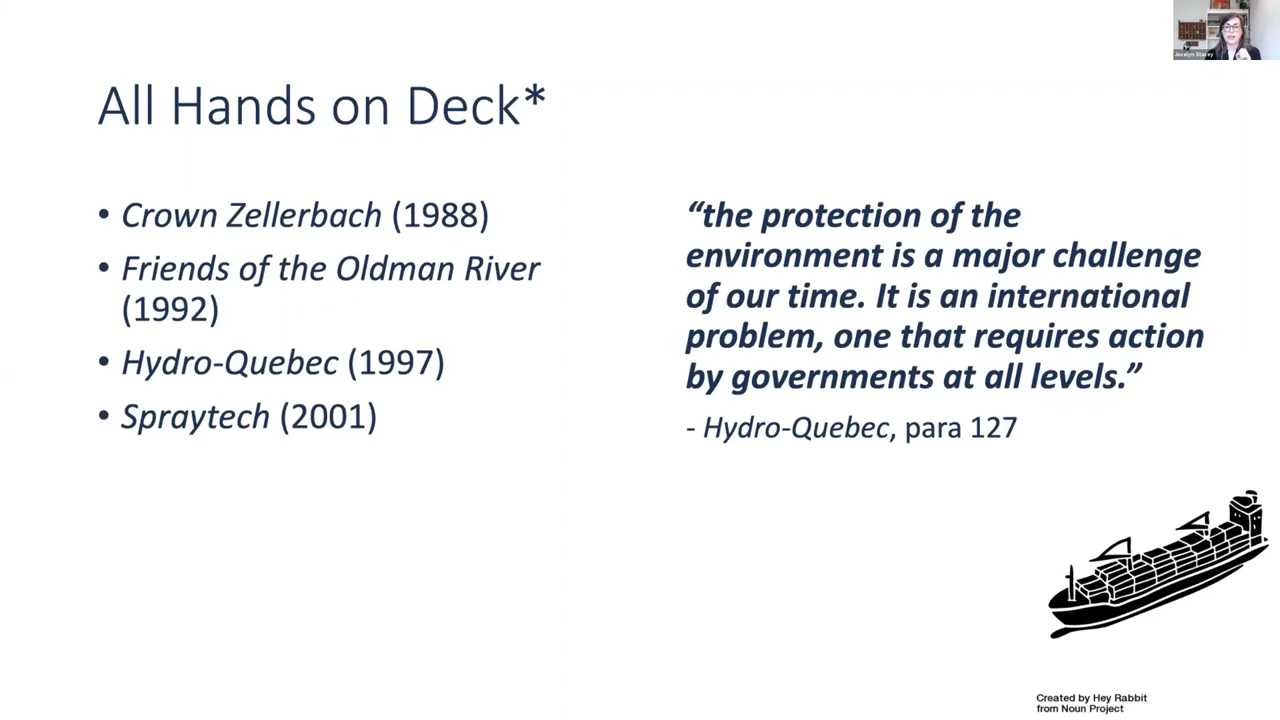 All Hands on Deck*
• Crown Zellerbach (1988)
• Friends of the Oldman River
(1992)
• Hydro-Quebec (1997)
• Spraytech (2001)
“the protection of the
environment is a major challenge
of our time. It is an international
problem, one that requires action
by governments at all levels.”
- Hydro-Quebec, para 127
Created by Hey Rabbit
from Noun Project
Jocelyn Stacey